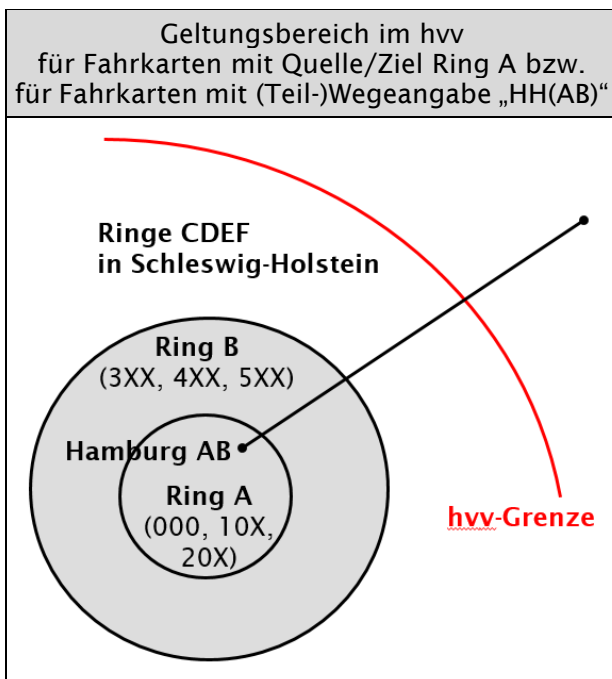 Geltungsbereich im hvv
für Fahrkarten mit Quelle/Ziel Ring A bzw.
für Fahrkarten mit (Teil-)Wegeangabe „HH(AB)“
Ringe CDEF
in Schleswig-Holstein
Ring B
(3XX, 4XX, 5XX)
Hamburg AB
Ring A
(000, 10X,
20X)
hvv-Grenze